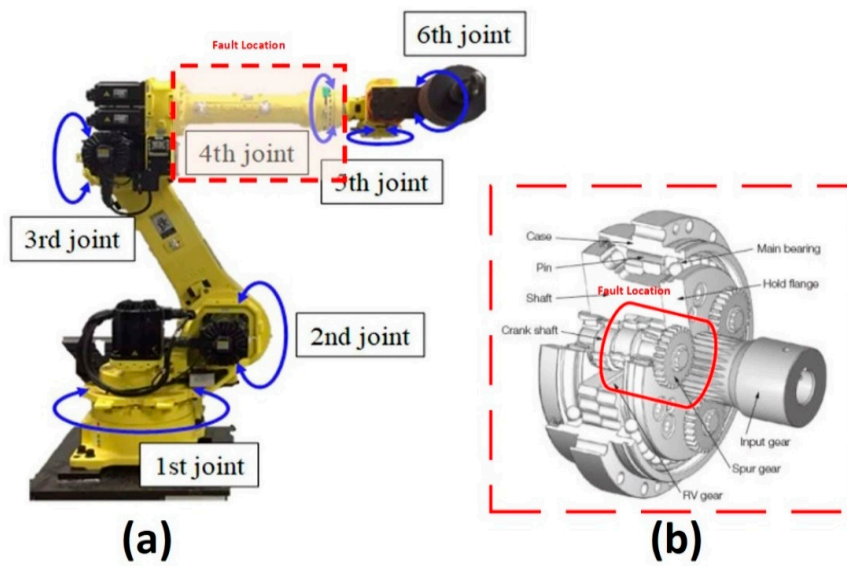 Fault Location
6th joint
4th joint
5th joint
3rd joint
2nd joint
1st joint
(a)
Case
Pin
Shaft
Crank shaft
Main bearing
Hold flange
Fault Location
Input gear
Spur gear
RV gear
(b)